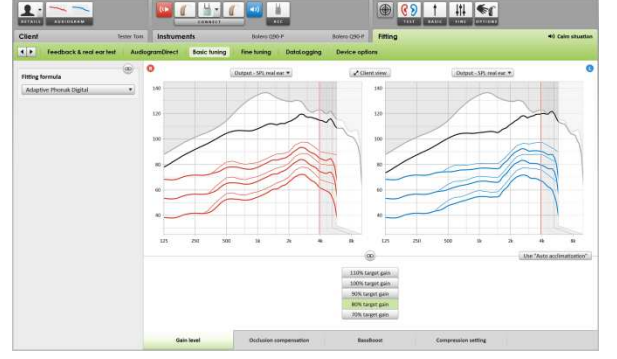 DETAILS AUDIOGRAM CONNECT REC TEST BASIC TIME OPTIONS
Client Tester Tom Instruments Bolero Q90-P Bolero Q90-P Fitting Calm situation
Feedback & real ear test AudiogramDirect Basic tuning Fine tuning DataLogging Device options
Fitting formula
Adaptive Phonak Digital
R Output - SPL real ear Client view Output - SPL real ear L
140 140
120 120
100 100
80 80
60 60
40 40
125 250 500 1k 2k 4k 8k 125 250 500 1k 2k 4k 8k
Use "Auto acclimatization"
110% target gain
100% target gain
90% target gain
80% target gain
70% target gain
Gain level Occlusion compensation BassBoost Compression setting